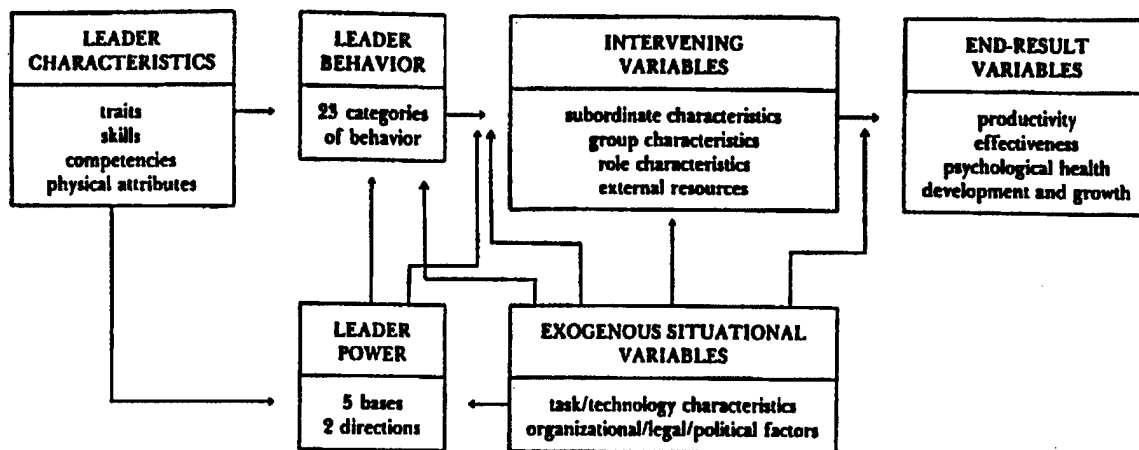 LEADER
CHARACTERISTICS
traits
skills
competencies
physical attributes
LEADER
BEHAVIOR
23 categories
of behavior
INTERVENING
VARIABLES
subordinate characteristics
group characteristics
role characteristics
external resources
END-RESULT
VARIABLES
productivity
effectiveness
psychological health
development and growth
LEADER
POWER
5 bases
2 directions
EXOGENOUS SITUATIONAL
VARIABLES
task/technology characteristics
organizational/legal/political factors